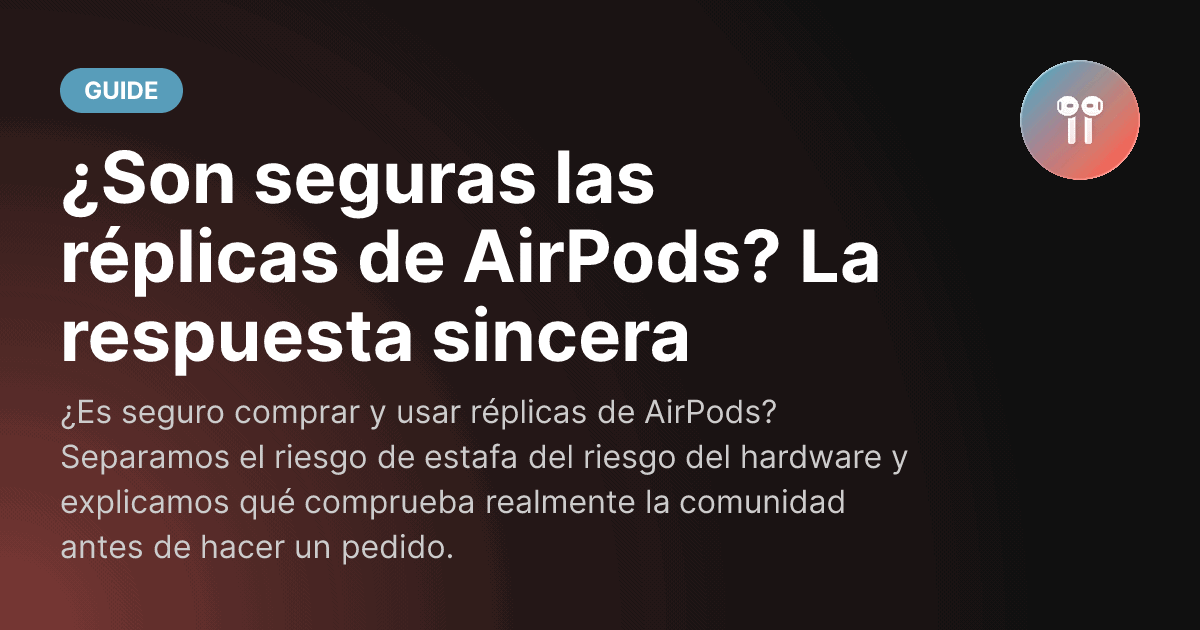 GUIDE
¿Son seguras las
réplicas de AirPods? La
respuesta sincera
¿Es seguro comprar y usar réplicas de AirPods?
Separamos el riesgo de estafa del riesgo del hardware y
explicamos qué comprueba realmente la comunidad
antes de hacer un pedido.